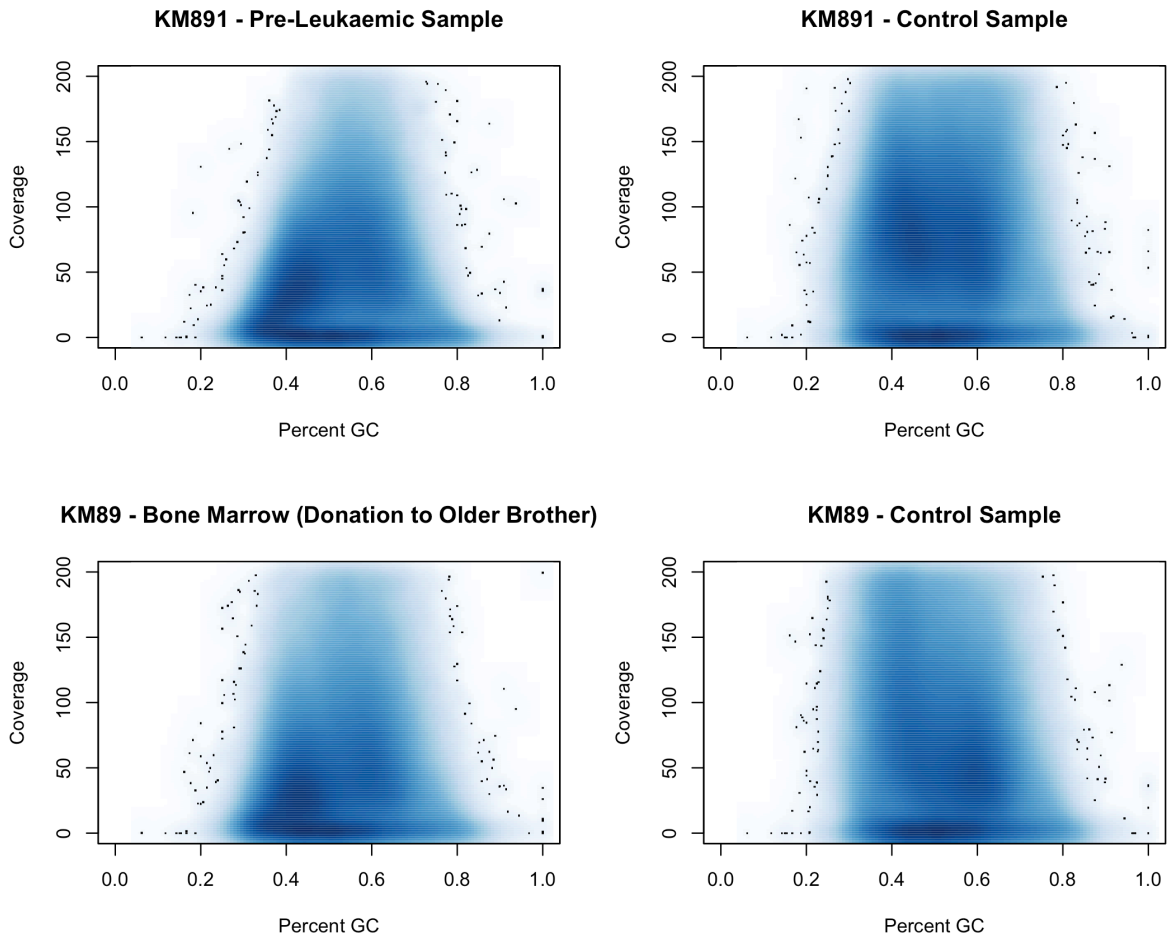 KM891 - Pre-Leukaemic Sample
200
150
100
50
0
Coverage
0.0 0.2 0.4 0.6 0.8 1.0
Percent GC
KM891 - Control Sample
200
150
100
50
0
Coverage
0.0 0.2 0.4 0.6 0.8 1.0
Percent GC
KM89 - Bone Marrow (Donation to Older Brother)
200
150
100
50
0
Coverage
0.0 0.2 0.4 0.6 0.8 1.0
Percent GC
KM89 - Control Sample
200
150
100
50
0
Coverage
0.0 0.2 0.4 0.6 0.8 1.0
Percent GC